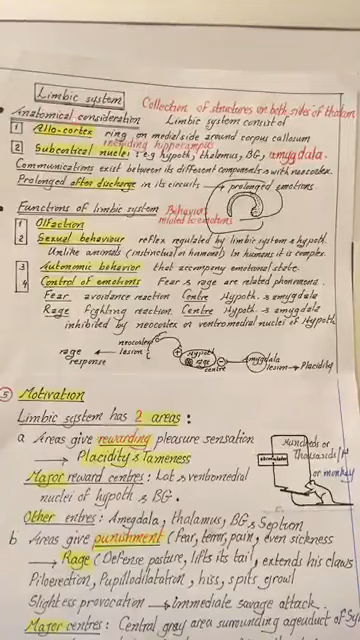 Limbic system
Collection of structures on both sides of thalam
Anatomical consideration Limbic system consist of
1 Allo-cortex ring on medial side around corpus callosum
including hippocampus
2 Subcortical nuclei e.g hypoth, thalamus, BG, amygdala.
Communications exist between its different components & with neocortex.
Prolonged after discharge in its circuits → prolonged emotions
Functions of limbic system Behaviors related to emotions
1 Olfaction
2 Sexual behaviour reflex regulated by limbic system & hypoth.
Unlike animals (instinctual or hormonal) In humans it is complex.
3 Autonomic behavior that accompany emotional state.
4 Control of emotions Fear & rage are related phenomena.
Fear avoidance reaction Centre Hypoth. & amygdala
Rage fighting reaction. Centre Hypoth. & amygdala
inhibited by neocortex or ventromedial nuclei of Hypoth
neocortex
lesion
rage response
Hypoth
rage
centre
Amygdala
lesion → Placidity
5 Motivation
Limbic system has 2 areas:
a Areas give rewarding pleasure sensation
→ Placidity & Tameness
Hundreds or
thousands/h
or monkey
Major reward centres: Lat & ventromedial
nuclei of hypoth & BG.
Other entres: Amegdala, thalamus, BG & Septum
b Areas give punishment (Fear, terror, pain, even sickness
→ Rage (Defense posture, lifts its tail, extends his claws
Piloerection, Pupillodilatation, hiss, spits growl
Slightest provocation → immediate savage attack.
Major centres: Central gray area surrounding ageduct of Sy